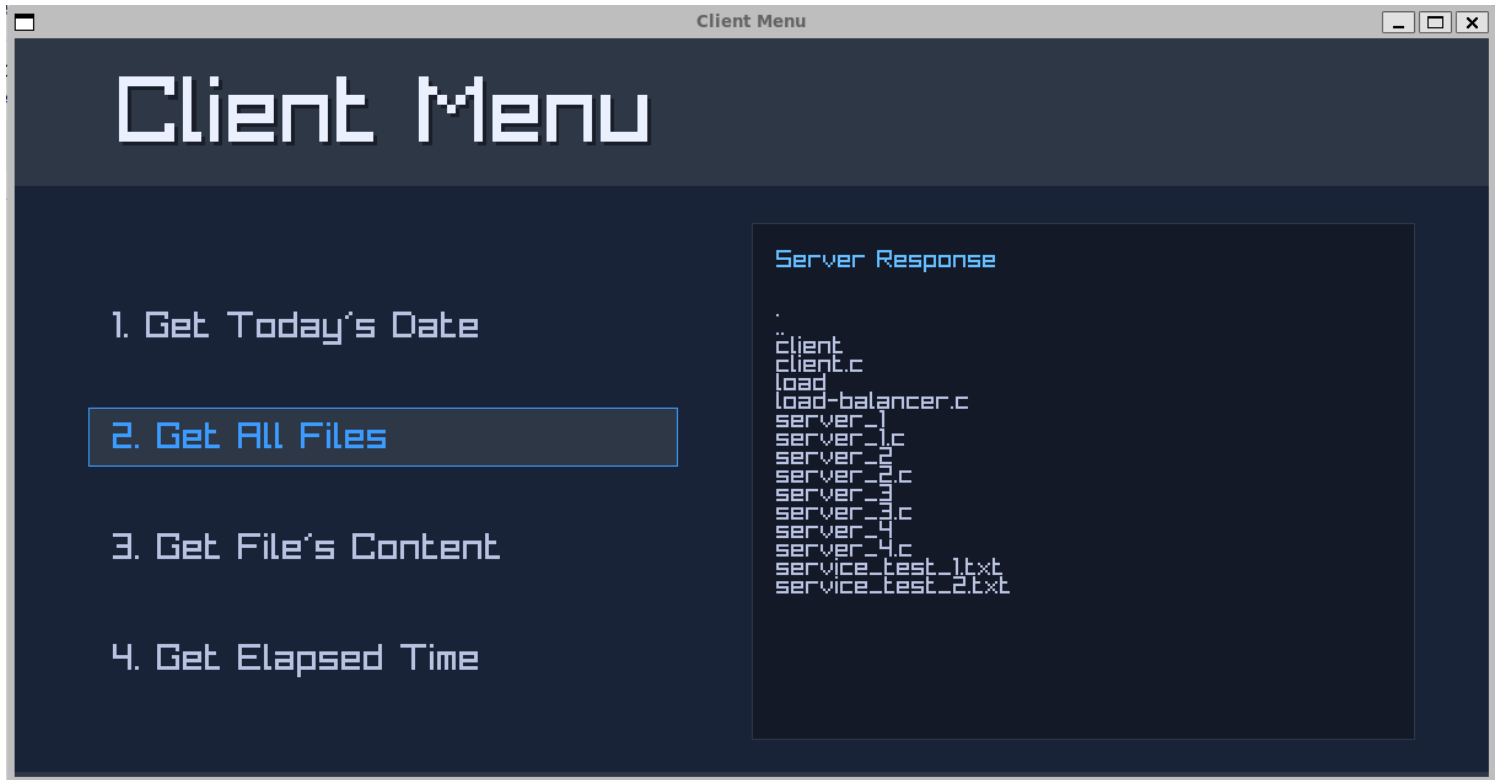 Client Menu
Client Menu
1. Get Today's Date
2. Get All Files
3. Get File's Content
4. Get Elapsed Time
Server Response
.
..
client
client.c
load
load-balancer.c
server_1
server_1.c
server_2
server_2.c
server_3
server_3.c
server_4
server_4.c
service_test_1.txt
service_test_2.txt